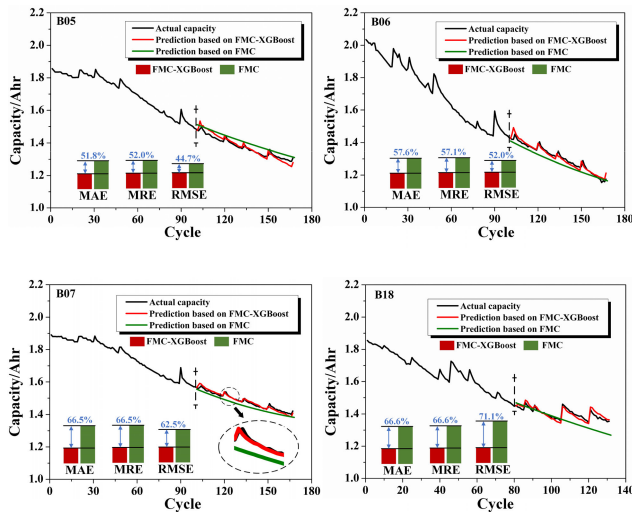 B05
Actual capacity
Prediction based on FMC-XGBoost
Prediction based on FMC
FMC-XGBoost FMC
51.8% 52.0% 44.7%
MAE MRE RMSE
2.2
2.0
1.8
1.6
1.4
1.2
1.0
0 30 60 90 120 150 180
Cycle
Capacity/Ahr
B06
Actual capacity
Prediction based on FMC-XGBoost
Prediction based on FMC
FMC-XGBoost FMC
57.6% 57.1% 52.0%
MAE MRE RMSE
2.2
2.0
1.8
1.6
1.4
1.2
1.0
0 30 60 90 120 150 180
Cycle
Capacity/Ahr
B07
Actual capacity
Prediction based on FMC-XGBoost
Prediction based on FMC
FMC-XGBoost FMC
66.5% 66.5% 62.5%
MAE MRE RMSE
2.2
2.0
1.8
1.6
1.4
1.2
1.0
0 30 60 90 120 150 180
Cycle
Capacity/Ahr
B18
Actual capacity
Prediction based on FMC-XGBoost
Prediction based on FMC
FMC-XGBoost FMC
66.6% 66.6% 71.1%
MAE MRE RMSE
2.2
2.0
1.8
1.6
1.4
1.2
1.0
0 20 40 60 80 100 120 140
Cycle
Capacity/Ahr